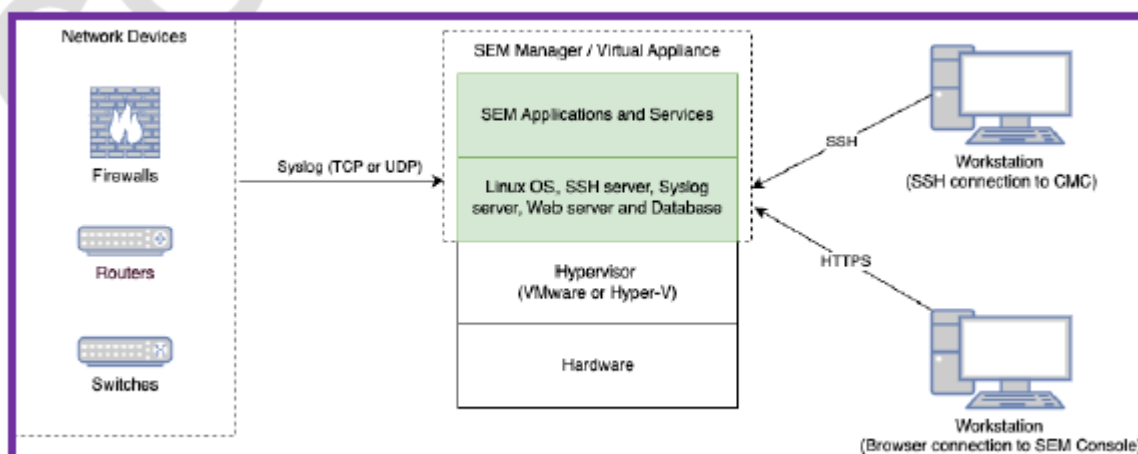 Network Devices
Firewalls
Routers
Switches
Syslog (TCP or UDP)
SEM Manager / Virtual Appliance
SEM Applications and Services
Linux OS, SSH server, Syslog
server, Web server and Database
Hypervisor
(VMware or Hyper-V)
Hardware
SSH
Workstation
(SSH connection to CMC)
HTTPS
Workstation
(Browser connection to SEM Console)